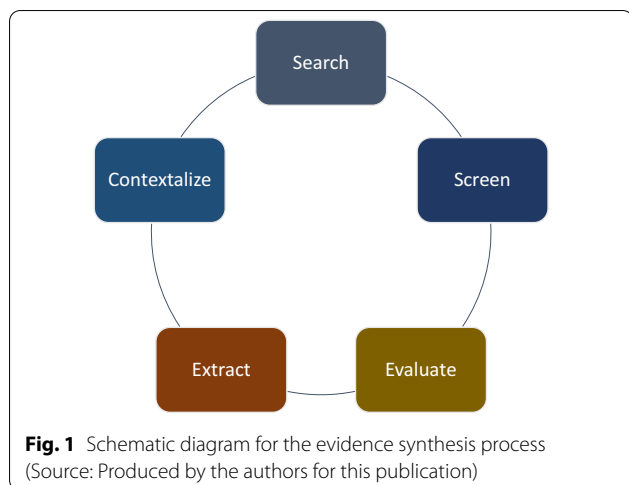 Search
Contextalize
Screen
Extract
Evaluate
Fig. 1 Schematic diagram for the evidence synthesis process
(Source: Produced by the authors for this publication)